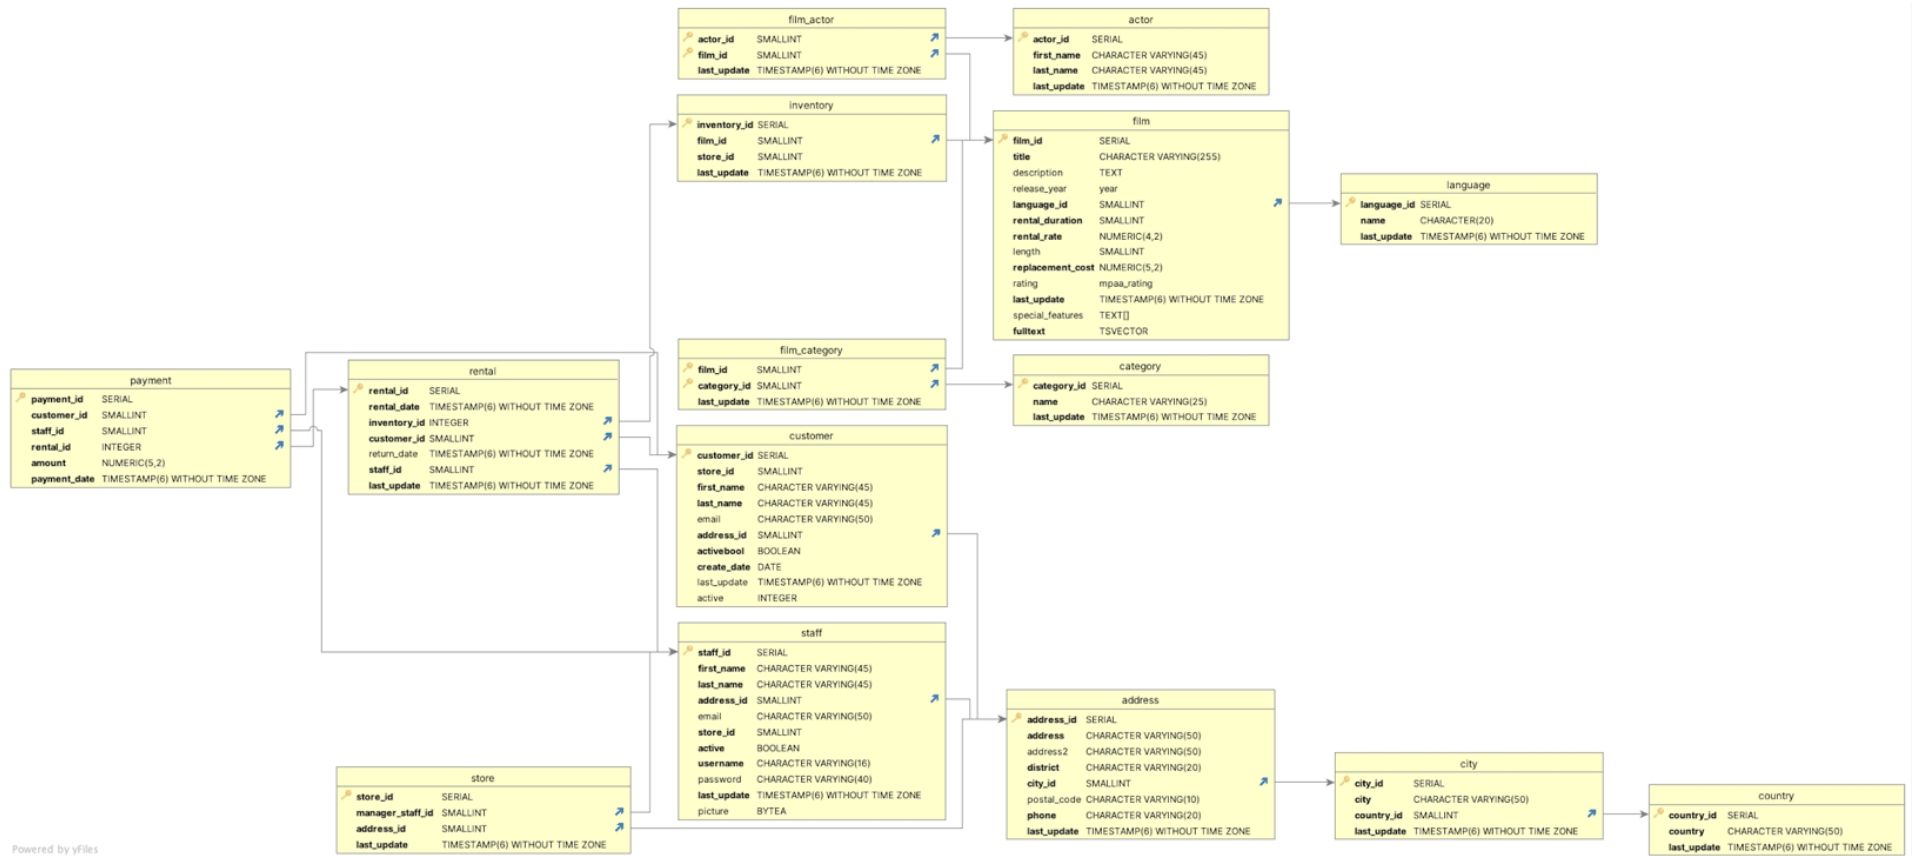 film_actor
actor_id SMALLINT
film_id SMALLINT
last_update TIMESTAMP(6) WITHOUT TIME ZONE
actor
actor_id SERIAL
first_name CHARACTER VARYING(45)
last_name CHARACTER VARYING(45)
last_update TIMESTAMP(6) WITHOUT TIME ZONE
inventory
inventory_id SERIAL
film_id SMALLINT
store_id SMALLINT
last_update TIMESTAMP(6) WITHOUT TIME ZONE
film
film_id SERIAL
title CHARACTER VARYING(255)
description TEXT
release_year year
language_id SMALLINT
rental_duration SMALLINT
rental_rate NUMERIC(4,2)
length SMALLINT
replacement_cost NUMERIC(5,2)
rating mpaa_rating
last_update TIMESTAMP(6) WITHOUT TIME ZONE
special_features TEXT[]
fulltext TSVECTOR
language
language_id SERIAL
name CHARACTER(20)
last_update TIMESTAMP(6) WITHOUT TIME ZONE
payment
payment_id SERIAL
customer_id SMALLINT
staff_id SMALLINT
rental_id INTEGER
amount NUMERIC(5,2)
payment_date TIMESTAMP(6) WITHOUT TIME ZONE
rental
rental_id SERIAL
rental_date TIMESTAMP(6) WITHOUT TIME ZONE
inventory_id INTEGER
customer_id SMALLINT
return_date TIMESTAMP(6) WITHOUT TIME ZONE
staff_id SMALLINT
last_update TIMESTAMP(6) WITHOUT TIME ZONE
film_category
film_id SMALLINT
category_id SMALLINT
last_update TIMESTAMP(6) WITHOUT TIME ZONE
category
category_id SERIAL
name CHARACTER VARYING(25)
last_update TIMESTAMP(6) WITHOUT TIME ZONE
customer
customer_id SERIAL
store_id SMALLINT
first_name CHARACTER VARYING(45)
last_name CHARACTER VARYING(45)
email CHARACTER VARYING(50)
address_id SMALLINT
activebool BOOLEAN
create_date DATE
last_update TIMESTAMP(6) WITHOUT TIME ZONE
active INTEGER
staff
staff_id SERIAL
first_name CHARACTER VARYING(45)
last_name CHARACTER VARYING(45)
address_id SMALLINT
email CHARACTER VARYING(50)
store_id SMALLINT
active BOOLEAN
username CHARACTER VARYING(16)
password CHARACTER VARYING(40)
last_update TIMESTAMP(6) WITHOUT TIME ZONE
picture BYTEA
store
store_id SERIAL
manager_staff_id SMALLINT
address_id SMALLINT
last_update TIMESTAMP(6) WITHOUT TIME ZONE
address
address_id SERIAL
address CHARACTER VARYING(50)
address2 CHARACTER VARYING(50)
district CHARACTER VARYING(20)
city_id SMALLINT
postal_code CHARACTER VARYING(10)
phone CHARACTER VARYING(20)
last_update TIMESTAMP(6) WITHOUT TIME ZONE
city
city_id SERIAL
city CHARACTER VARYING(50)
country_id SMALLINT
last_update TIMESTAMP(6) WITHOUT TIME ZONE
country
country_id SERIAL
country CHARACTER VARYING(50)
last_update TIMESTAMP(6) WITHOUT TIME ZONE
Powered by yFiles